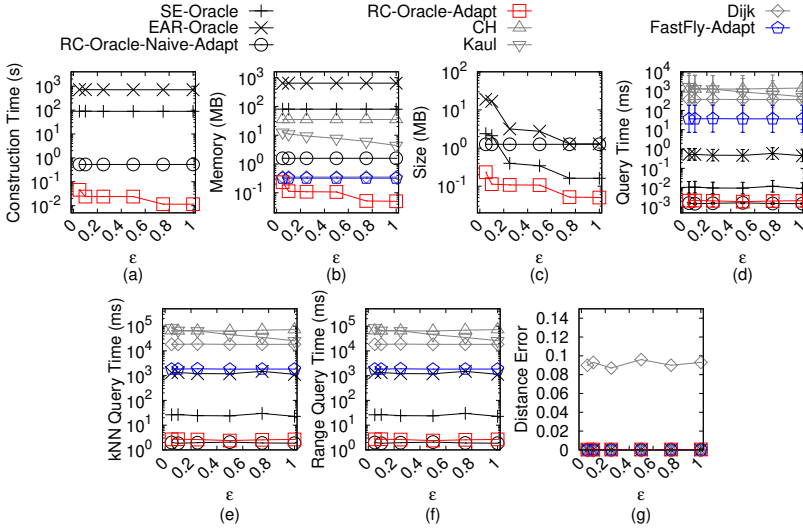 SE-Oracle
EAR-Oracle
RC-Oracle-Naive-Adapt
RC-Oracle-Adapt
CH
Kaul
Dijk
FastFly-Adapt
Construction Time (s)
10³
10²
10¹
10⁰
10⁻¹
10⁻²
0 0.2 0.4 0.6 0.8 1
ε
(a)
Memory (MB)
10³
10²
10¹
10⁰
10⁻¹
0 0.2 0.4 0.6 0.8 1
ε
(b)
Size (MB)
10²
10¹
10⁰
10⁻¹
0 0.2 0.4 0.6 0.8 1
ε
(c)
Query Time (ms)
10⁴
10³
10²
10¹
10⁰
10⁻¹
10⁻²
10⁻³
0 0.2 0.4 0.6 0.8 1
ε
(d)
kNN Query Time (ms)
10⁵
10⁴
10³
10²
10¹
10⁰
0 0.2 0.4 0.6 0.8 1
ε
(e)
Range Query Time (ms)
10⁵
10⁴
10³
10²
10¹
10⁰
0 0.2 0.4 0.6 0.8 1
ε
(f)
Distance Error
0.14
0.12
0.1
0.08
0.06
0.04
0.02
0
0 0.2 0.4 0.6 0.8 1
ε
(g)